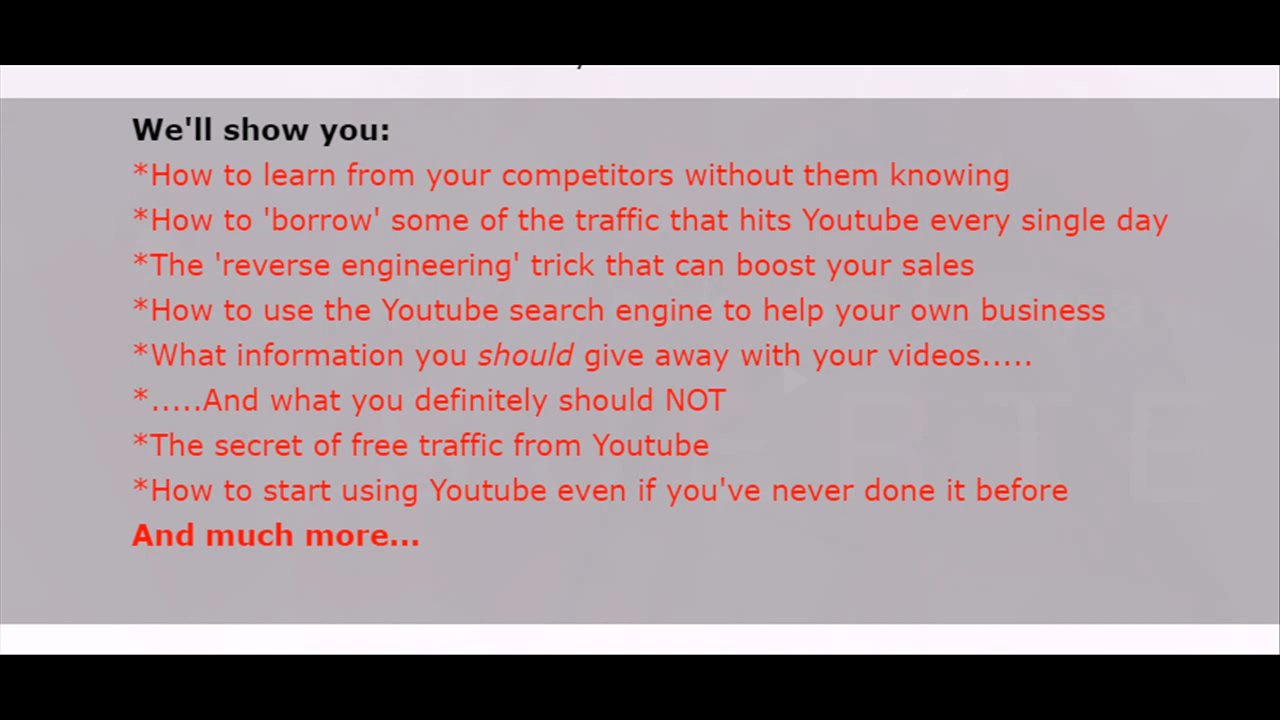 We'll show you:
*How to learn from your competitors without them knowing
*How to 'borrow' some of the traffic that hits Youtube every single day
*The 'reverse engineering' trick that can boost your sales
*How to use the Youtube search engine to help your own business
*What information you should give away with your videos.....
*.....And what you definitely should NOT
*The secret of free traffic from Youtube
*How to start using Youtube even if you've never done it before
And much more...